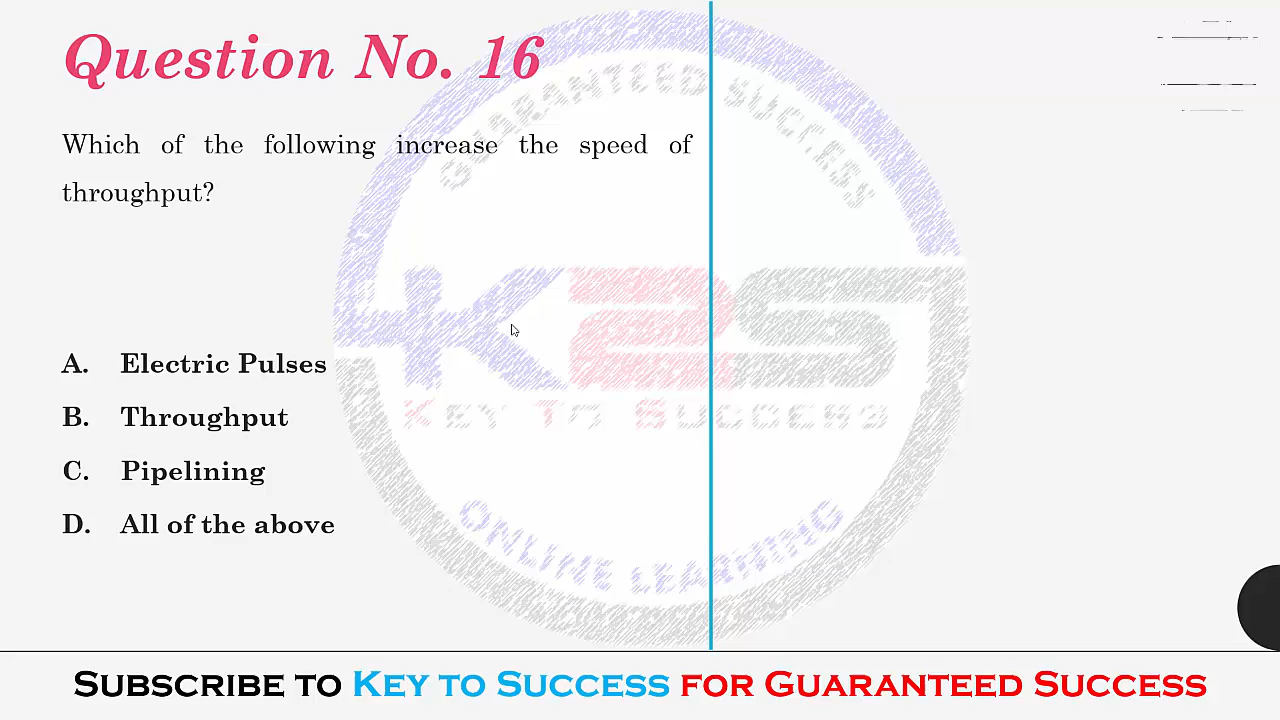 Question No. 16
Which of the following increase the speed of
throughput?
A. Electric Pulses
B. Throughput
C. Pipelining
D. All of the above
GUARANTEED SUCCESS
K2S
KEY TO SUCCESS
ONLINE LEARNING
SUBSCRIBE TO KEY TO SUCCESS FOR GUARANTEED SUCCESS